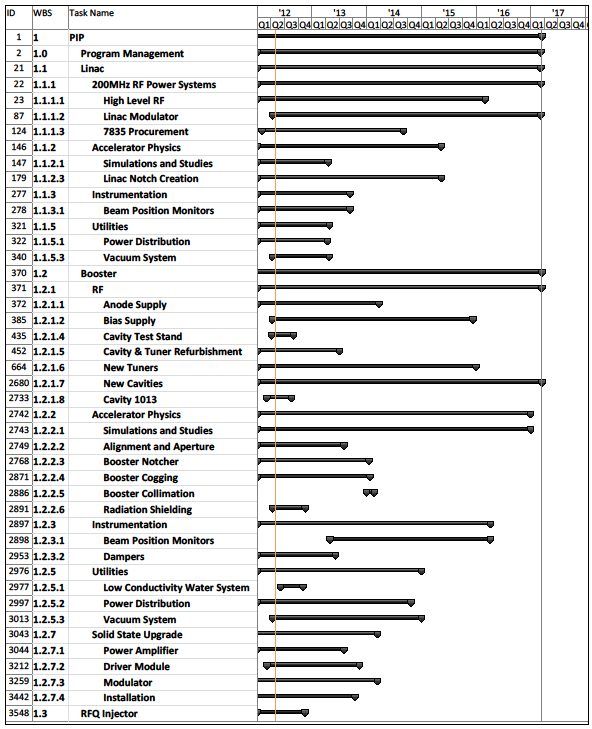 ID WBS Task Name '12 '13 '14 '15 '16 '17
Q1 Q2 Q3 Q4 Q1 Q2 Q3 Q4 Q1 Q2 Q3 Q4 Q1 Q2 Q3 Q4 Q1 Q2 Q3 Q4 Q1 Q2 Q3 Q4
1 1 PIP
2 1.0 Program Management
21 1.1 Linac
22 1.1.1 200MHz RF Power Systems
23 1.1.1.1 High Level RF
87 1.1.1.2 Linac Modulator
124 1.1.1.3 7835 Procurement
146 1.1.2 Accelerator Physics
147 1.1.2.1 Simulations and Studies
179 1.1.2.3 Linac Notch Creation
277 1.1.3 Instrumentation
278 1.1.3.1 Beam Position Monitors
321 1.1.5 Utilities
322 1.1.5.1 Power Distribution
340 1.1.5.3 Vacuum System
370 1.2 Booster
371 1.2.1 RF
372 1.2.1.1 Anode Supply
385 1.2.1.2 Bias Supply
435 1.2.1.4 Cavity Test Stand
452 1.2.1.5 Cavity & Tuner Refurbishment
664 1.2.1.6 New Tuners
2680 1.2.1.7 New Cavities
2733 1.2.1.8 Cavity 1013
2742 1.2.2 Accelerator Physics
2743 1.2.2.1 Simulations and Studies
2749 1.2.2.2 Alignment and Aperture
2768 1.2.2.3 Booster Notcher
2871 1.2.2.4 Booster Cogging
2886 1.2.2.5 Booster Collimation
2891 1.2.2.6 Radiation Shielding
2897 1.2.3 Instrumentation
2898 1.2.3.1 Beam Position Monitors
2953 1.2.3.2 Dampers
2976 1.2.5 Utilities
2977 1.2.5.1 Low Conductivity Water System
2997 1.2.5.2 Power Distribution
3013 1.2.5.3 Vacuum System
3043 1.2.7 Solid State Upgrade
3044 1.2.7.1 Power Amplifier
3212 1.2.7.2 Driver Module
3259 1.2.7.3 Modulator
3442 1.2.7.4 Installation
3548 1.3 RFQ Injector